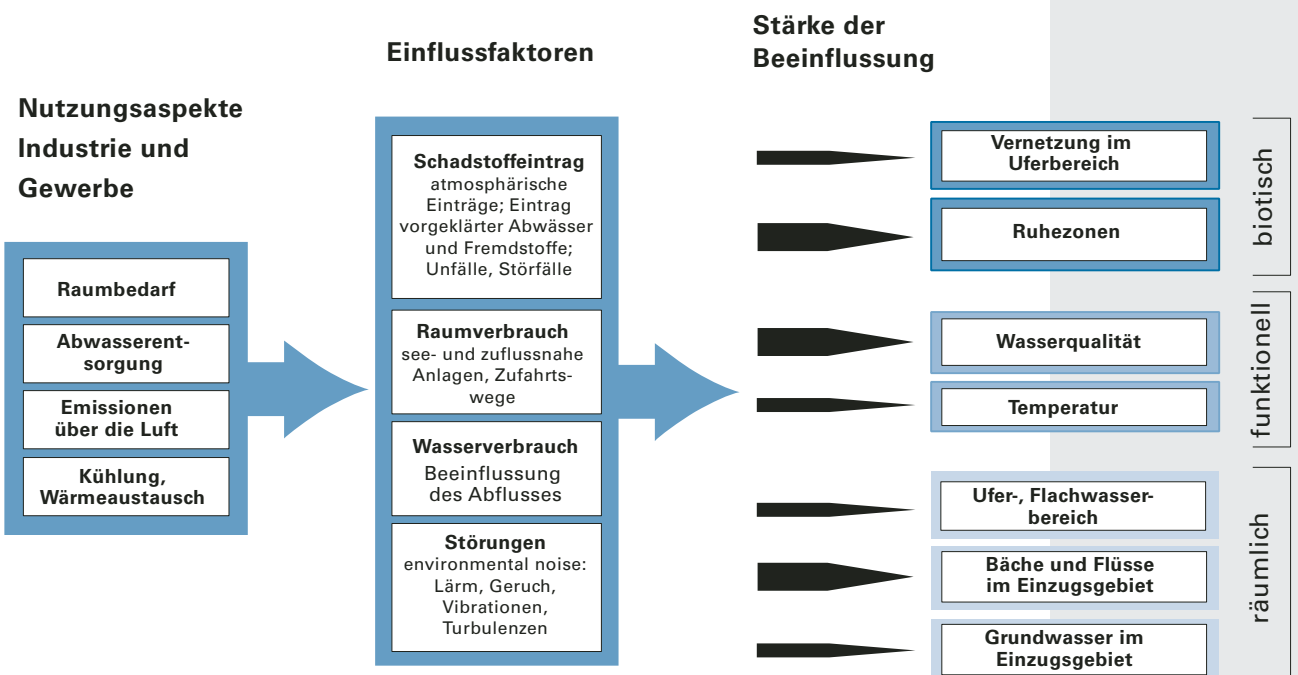 Nutzungsaspekte
Industrie und
Gewerbe
Raumbedarf
Abwasserent-
sorgung
Emissionen
über die Luft
Kühlung,
Wärmeaustausch
Einflussfaktoren
Schadstoffeintrag
atmosphärische
Einträge; Eintrag
vorgeklärter Abwässer
und Fremdstoffe;
Unfälle, Störfälle
Raumverbrauch
see- und zuflussnahe
Anlagen, Zufahrts-
wege
Wasserverbrauch
Beeinflussung
des Abflusses
Störungen
environmental noise:
Lärm, Geruch,
Vibrationen,
Turbulenzen
Stärke der
Beeinflussung
Vernetzung im
Uferbereich
Ruhezonen
biotisch
Wasserqualität
Temperatur
funktionell
Ufer-, Flachwasser-
bereich
Bäche und Flüsse
im Einzugsgebiet
Grundwasser im
Einzugsgebiet
räumlich